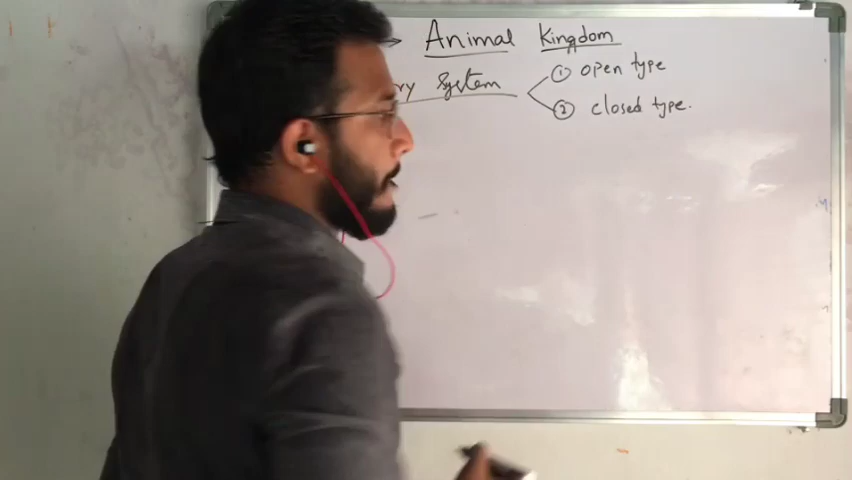 → Animal Kingdom
ry System
① open type
② closed type.